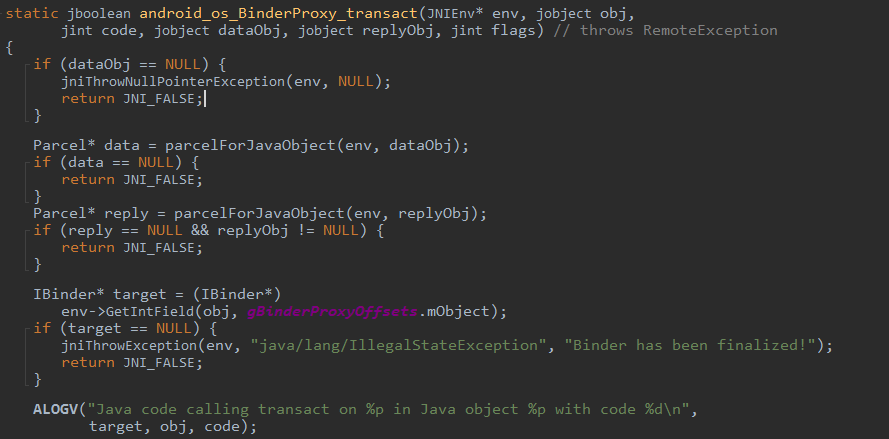 static jboolean android_os_BinderProxy_transact(JNIEnv* env, jobject obj,
        jint code, jobject dataObj, jobject replyObj, jint flags) // throws RemoteException
{
    if (dataObj == NULL) {
        jniThrowNullPointerException(env, NULL);
        return JNI_FALSE;
    }

    Parcel* data = parcelForJavaObject(env, dataObj);
    if (data == NULL) {
        return JNI_FALSE;
    }
    Parcel* reply = parcelForJavaObject(env, replyObj);
    if (reply == NULL && replyObj != NULL) {
        return JNI_FALSE;
    }

    IBinder* target = (IBinder*)
        env->GetIntField(obj, gBinderProxyOffsets.mObject);
    if (target == NULL) {
        jniThrowException(env, "java/lang/IllegalStateException", "Binder has been finalized!");
        return JNI_FALSE;
    }

    ALOGV("Java code calling transact on %p in Java object %p with code %d\n",
            target, obj, code);